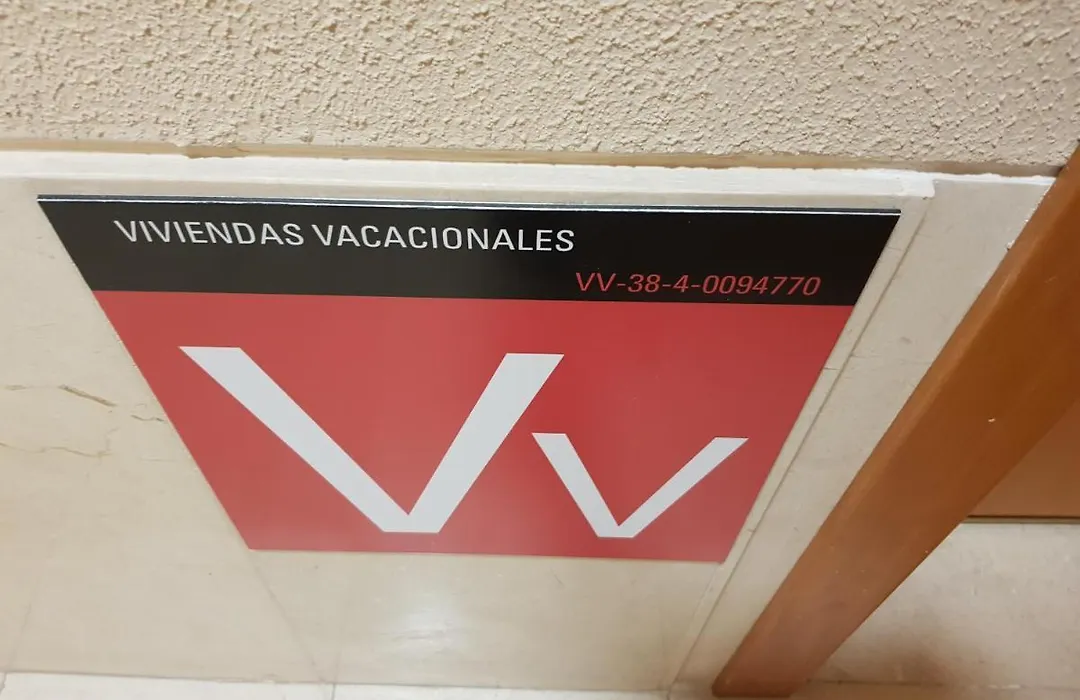 VIVIENDAS VACACIONALES
VV-38-4-0094770
Vv